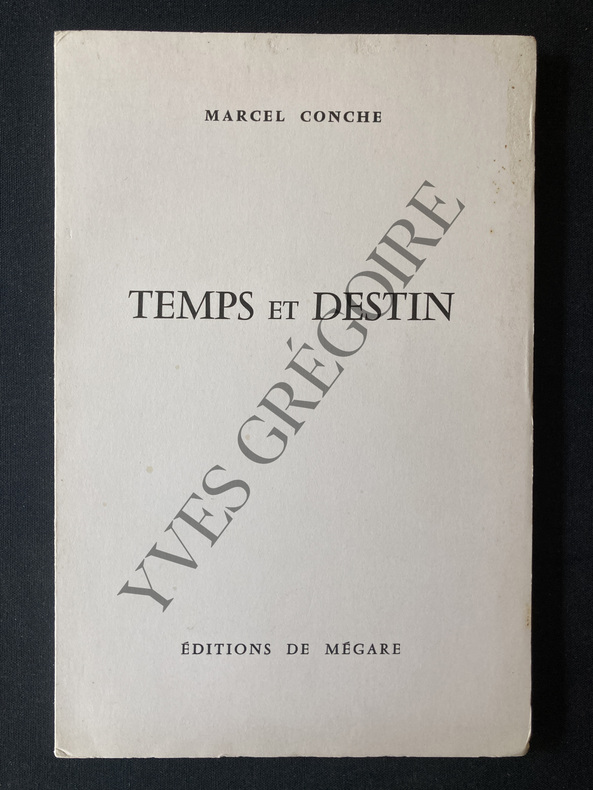 MARCEL CONCHE
TEMPS ET DESTIN
YVES GRÉGOIRE
ÉDITIONS DE MÉGARE